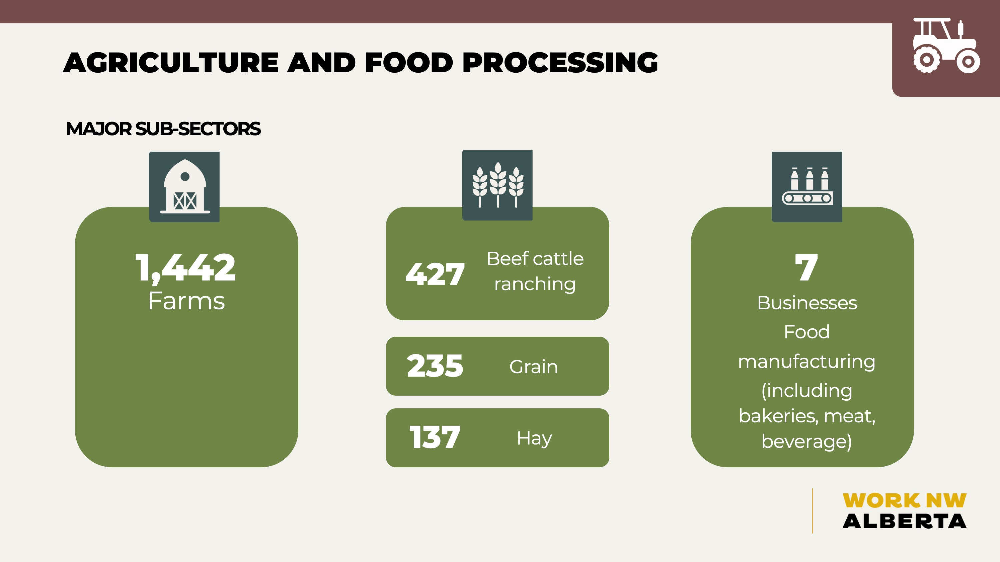 AGRICULTURE AND FOOD PROCESSING
MAJOR SUB-SECTORS
1,442
Farms
427
Beef cattle
ranching
235
Grain
137
Hay
7
Businesses
Food
manufacturing
(including
bakeries, meat,
beverage)
WORK NW
ALBERTA